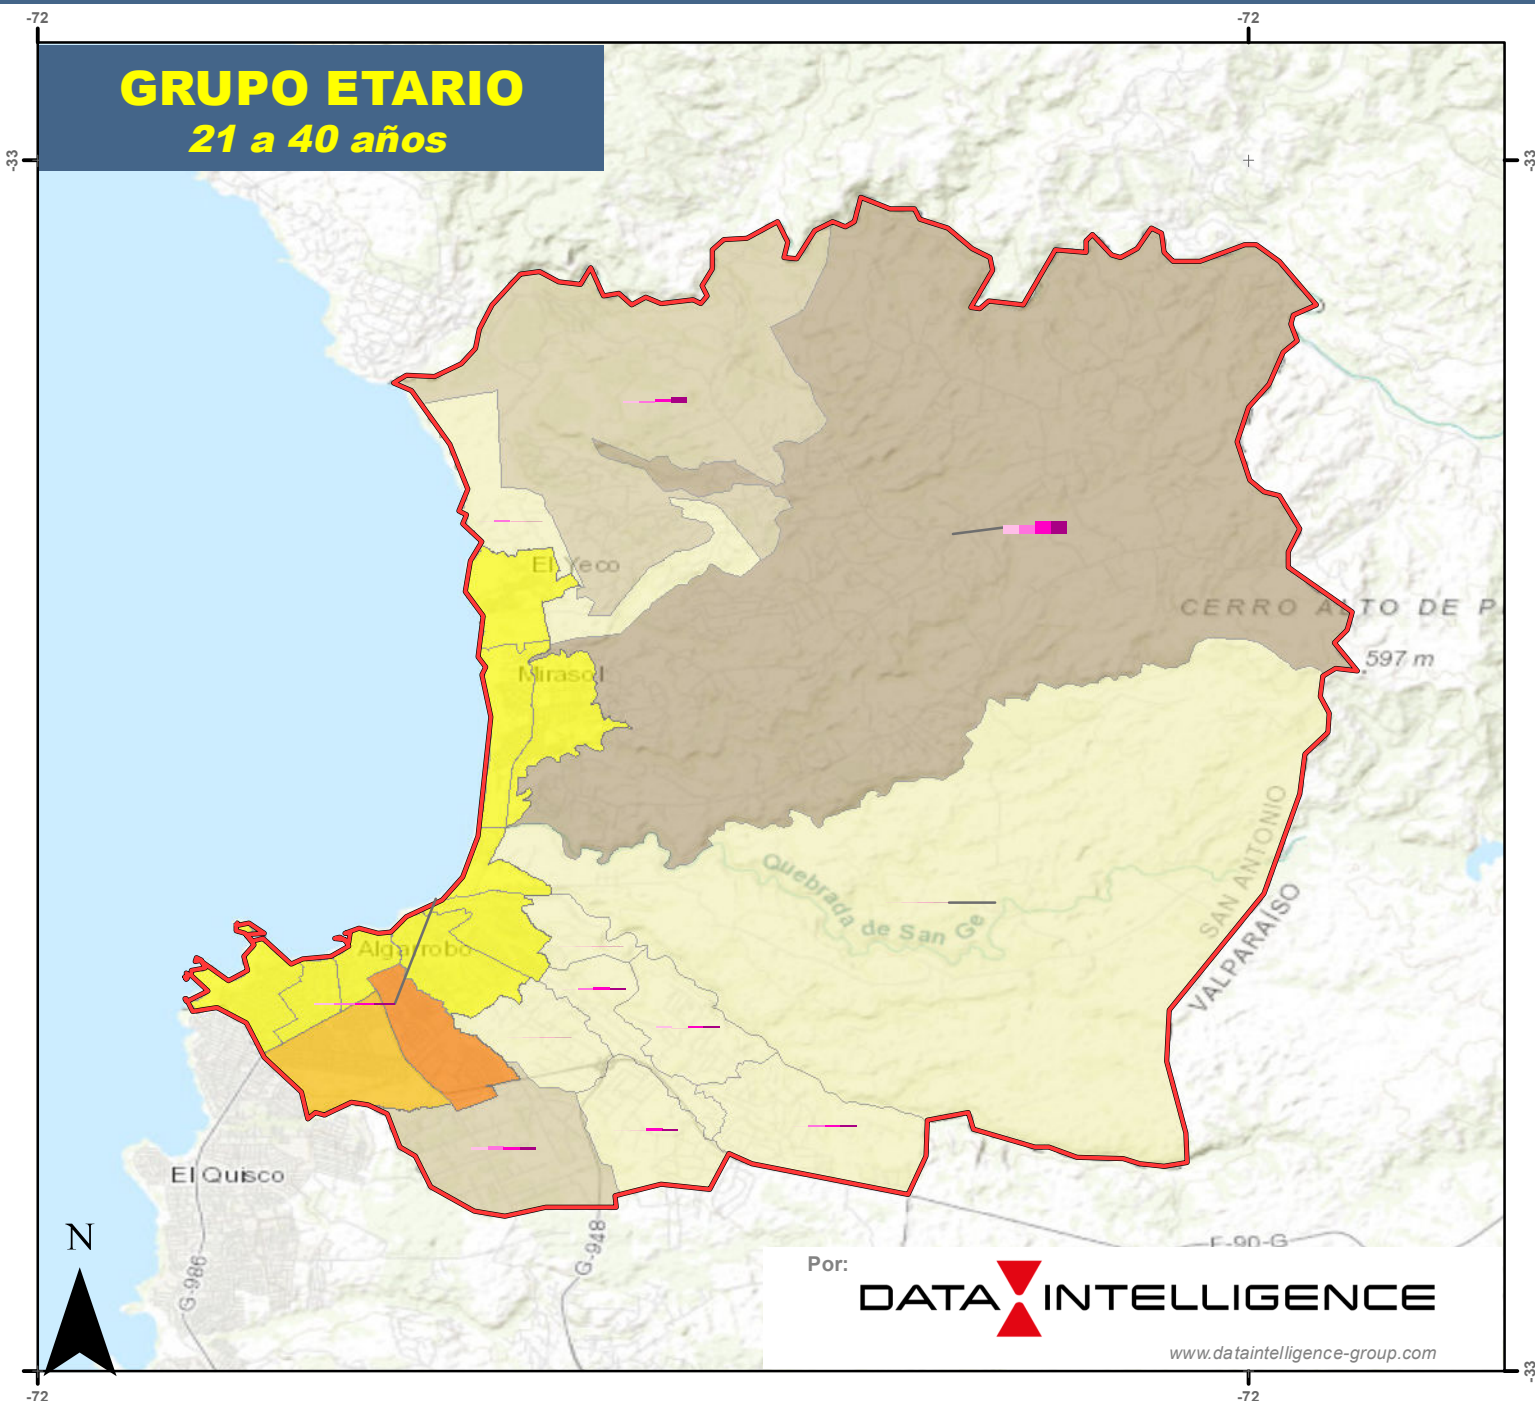 -72
-72
GRUPO ETARIO
21 a 40 años
-33
-33
El Yeco
CERRO ALTO DE P
597 m
Mirasol
SAN ANTONIO
VALPARAÍSO
Quebrada de San Ge
Algarrobo
El Quisco
N
G-986
G-948
F-90-G
Por:
DATA INTELLIGENCE
www.dataintelligence-group.com
-33
-72
-72